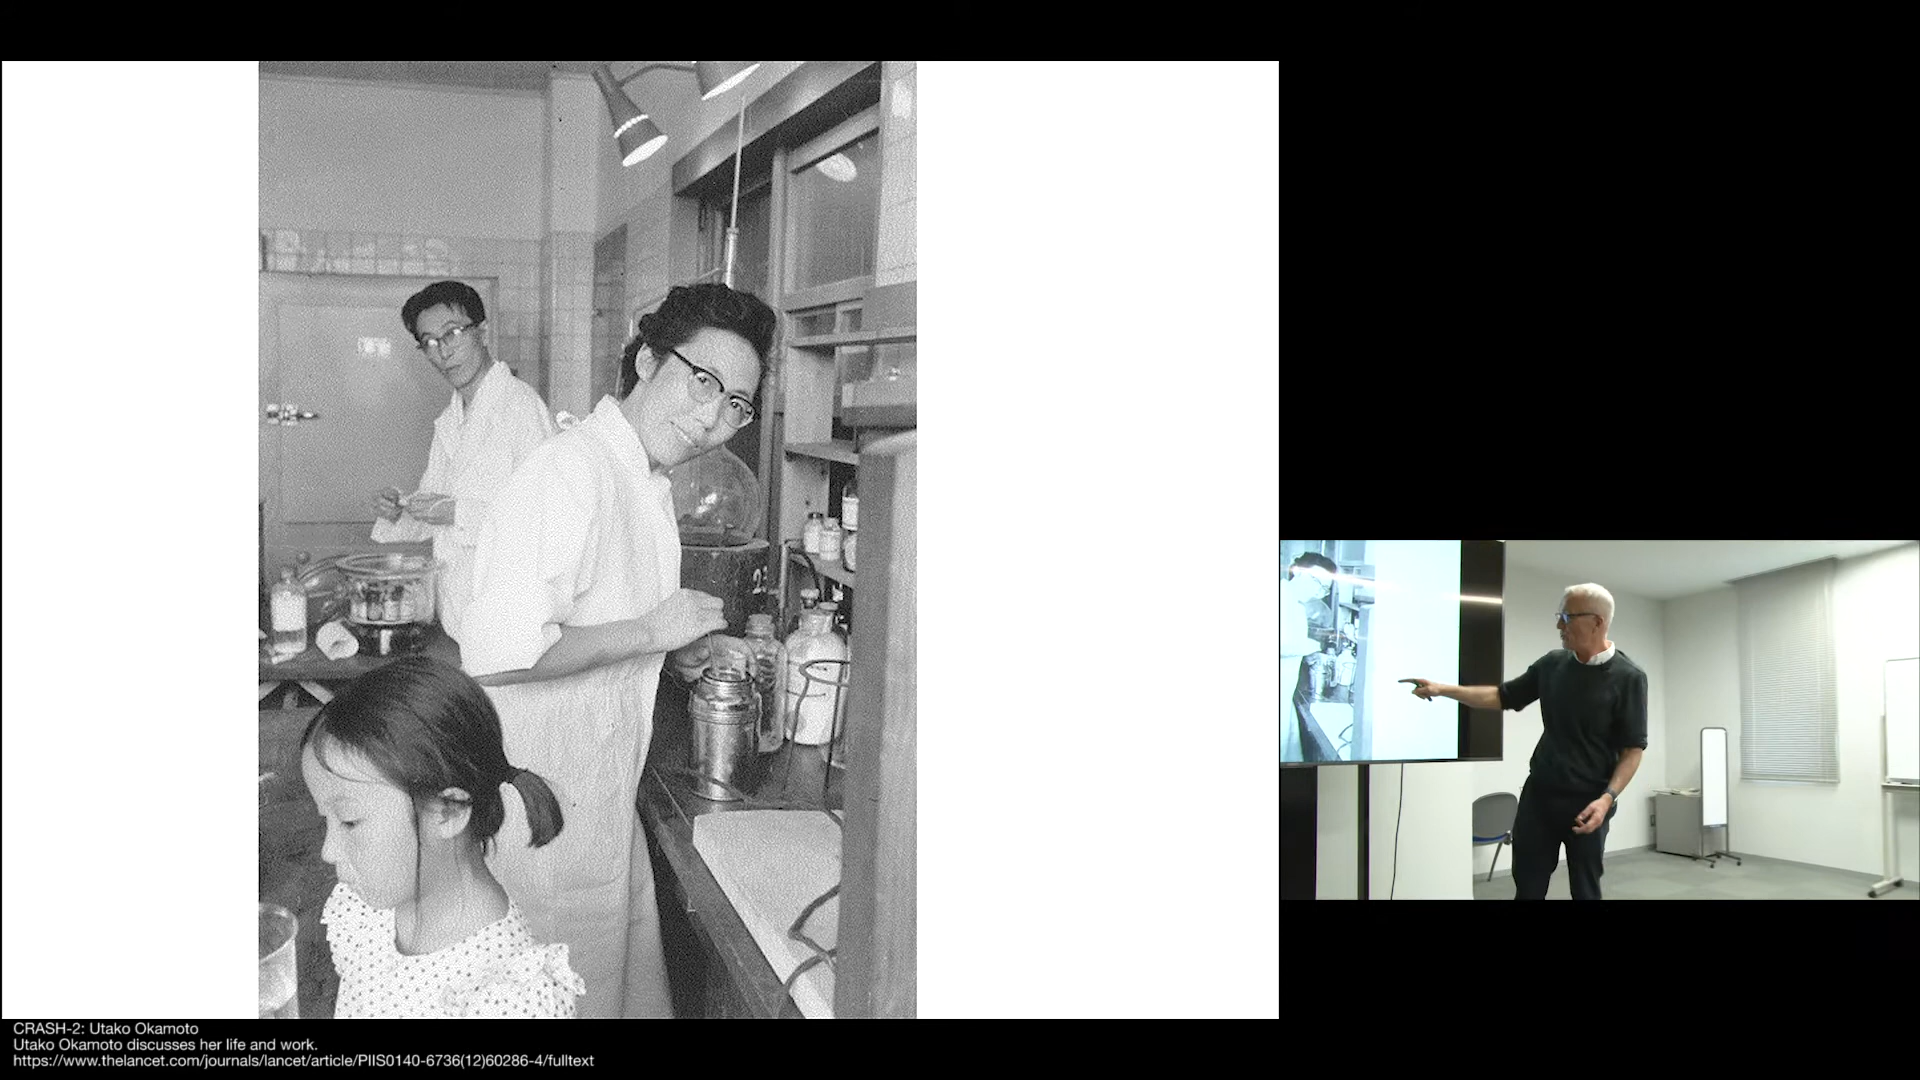 CRASH-2: Utako Okamoto
Utako Okamoto discusses her life and work.
https://www.thelancet.com/journals/lancet/article/PIIS0140-6736(12)60286-4/fulltext